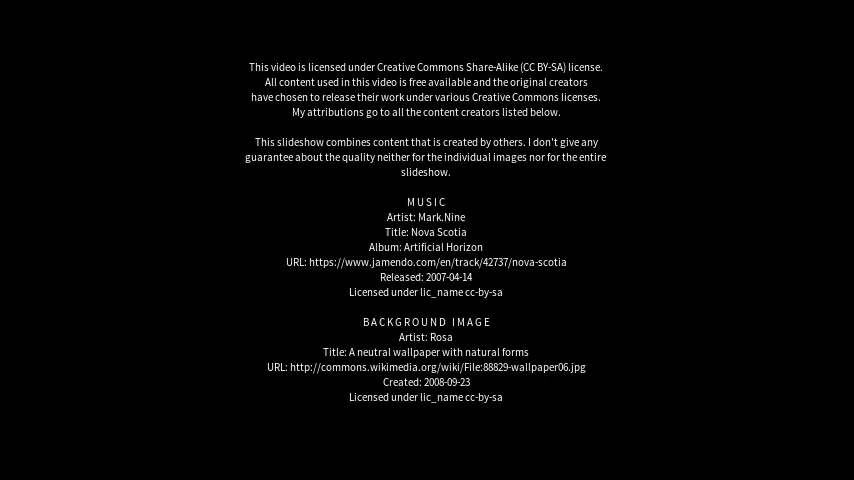 This video is licensed under Creative Commons Share-Alike (CC BY-SA) license.
All content used in this video is free available and the original creators
have chosen to release their work under various Creative Commons licenses.
My attributions go to all the content creators listed below.
This slideshow combines content that is created by others. I don't give any
guarantee about the quality neither for the individual images nor for the entire
slideshow.
MUSIC
Artist: Mark.Nine
Title: Nova Scotia
Album: Artificial Horizon
URL: https://www.jamendo.com/en/track/42737/nova-scotia
Released: 2007-04-14
Licensed under lic_name cc-by-sa
BACKGROUND IMAGE
Artist: Rosa
Title: A neutral wallpaper with natural forms
URL: http://commons.wikimedia.org/wiki/File:88829-wallpaper06.jpg
Created: 2008-09-23
Licensed under lic_name cc-by-sa